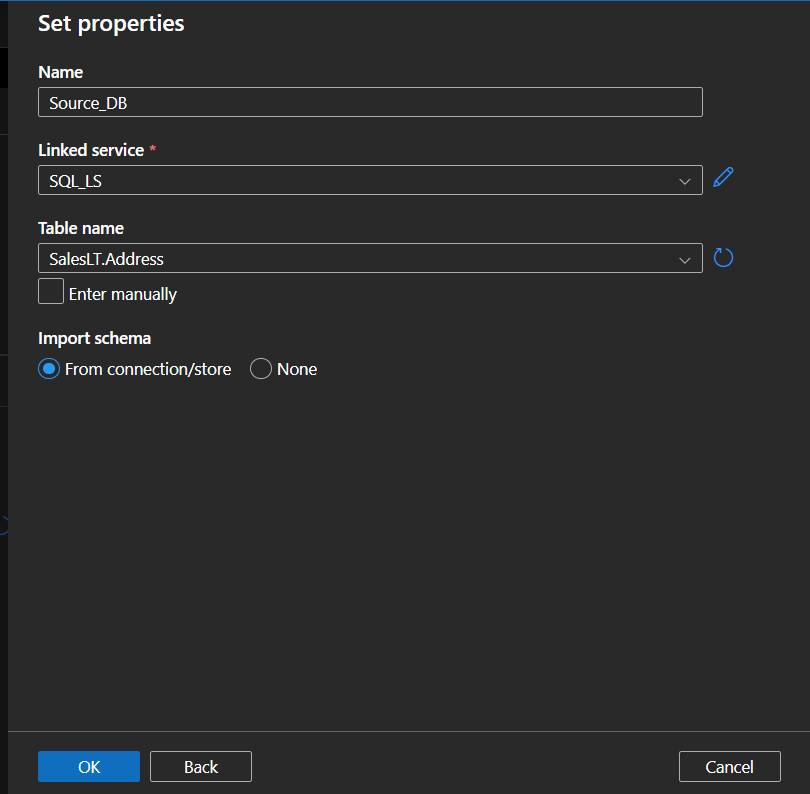 Set properties
Name
Source_DB
Linked service *
SQL_LS
Table name
SalesLT.Address
Enter manually
Import schema
From connection/store None
OK Back Cancel